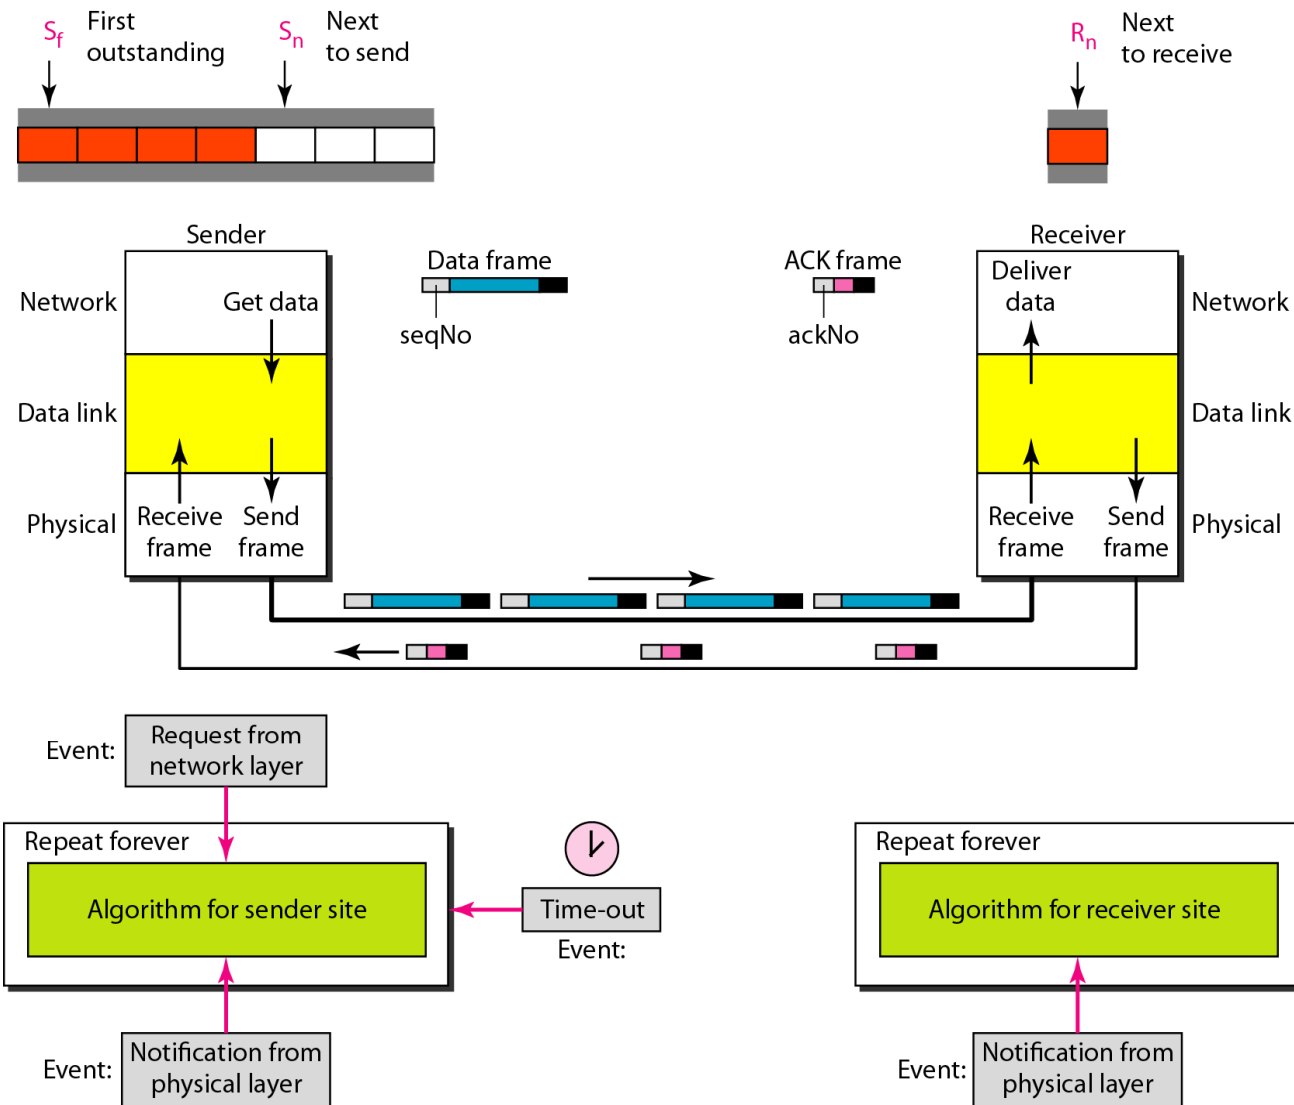 S_f First
outstanding
S_n Next
to send
R_n Next
to receive
Sender
Receiver
Data frame
ACK frame
seqNo
ackNo
Network
Get data
Deliver
data
Network
Data link
Data link
Physical
Receive
frame
Send
frame
Receive
frame
Send
frame
Physical
Event:
Request from
network layer
Repeat forever
Algorithm for sender site
Time-out
Event:
Repeat forever
Algorithm for receiver site
Event:
Notification from
physical layer
Event:
Notification from
physical layer